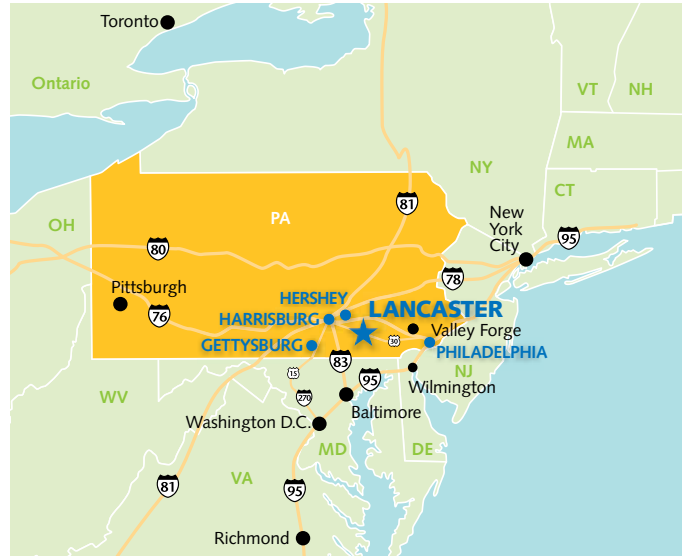 Toronto
Ontario
VT
NH
MA
NY
CT
81
OH
PA
New
York
City
95
80
78
Pittsburgh
HERSHEY
LANCASTER
76
HARRISBURG
Valley Forge
30
GETTYSBURG
PHILADELPHIA
83
NJ
15
95
Wilmington
WV
270
Baltimore
Washington D.C.
MD
DE
VA
81
95
Richmond